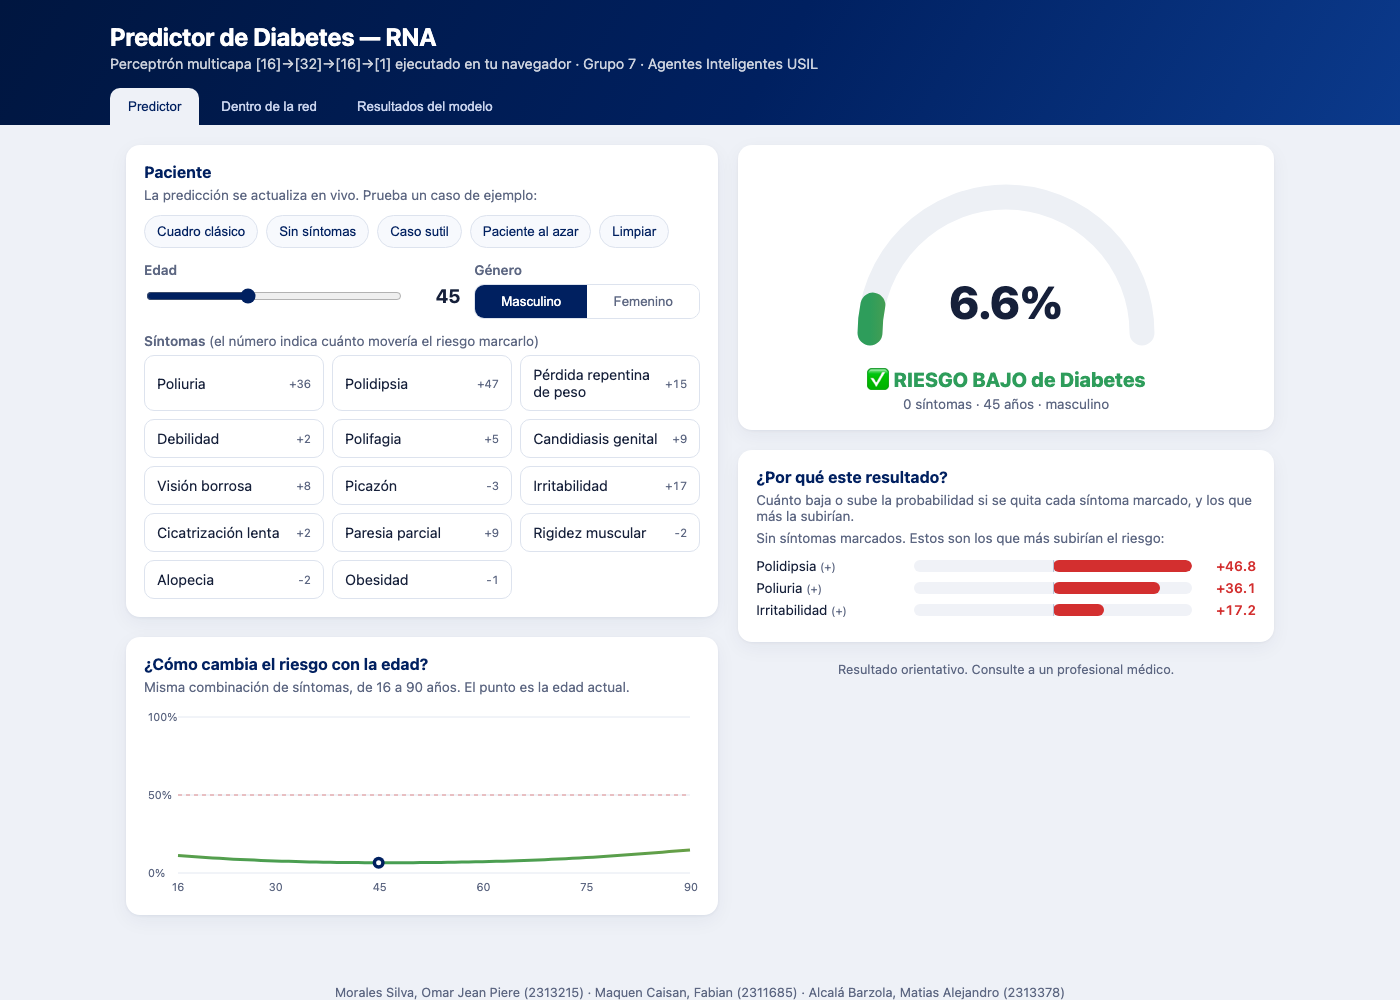 Predictor de Diabetes — RNA
Perceptrón multicapa [16]→[32]→[16]→[1] ejecutado en tu navegador · Grupo 7 · Agentes Inteligentes USIL
Predictor
Dentro de la red
Resultados del modelo
Paciente
La predicción se actualiza en vivo. Prueba un caso de ejemplo:
Cuadro clásico
Sin síntomas
Caso sutil
Paciente al azar
Limpiar
Edad
45
Género
Masculino
Femenino
Síntomas (el número indica cuánto movería el riesgo marcarlo)
Poliuria +36
Polidipsia +47
Pérdida repentina
de peso +15
Debilidad +2
Polifagia +5
Candidiasis genital +9
Visión borrosa +8
Picazón -3
Irritabilidad +17
Cicatrización lenta +2
Paresia parcial +9
Rigidez muscular -2
Alopecia -2
Obesidad -1
¿Cómo cambia el riesgo con la edad?
Misma combinación de síntomas, de 16 a 90 años. El punto es la edad actual.
100%
50%
0%
16 30 45 60 75 90
6.6%
✅ RIESGO BAJO de Diabetes
0 síntomas · 45 años · masculino
¿Por qué este resultado?
Cuánto baja o sube la probabilidad si se quita cada síntoma marcado, y los que
más la subirían.
Sin síntomas marcados. Estos son los que más subirían el riesgo:
Polidipsia (+) +46.8
Poliuria (+) +36.1
Irritabilidad (+) +17.2
Resultado orientativo. Consulte a un profesional médico.
Morales Silva, Omar Jean Piere (2313215) · Maquen Caisan, Fabian (2311685) · Alcalá Barzola, Matias Alejandro (2313378)